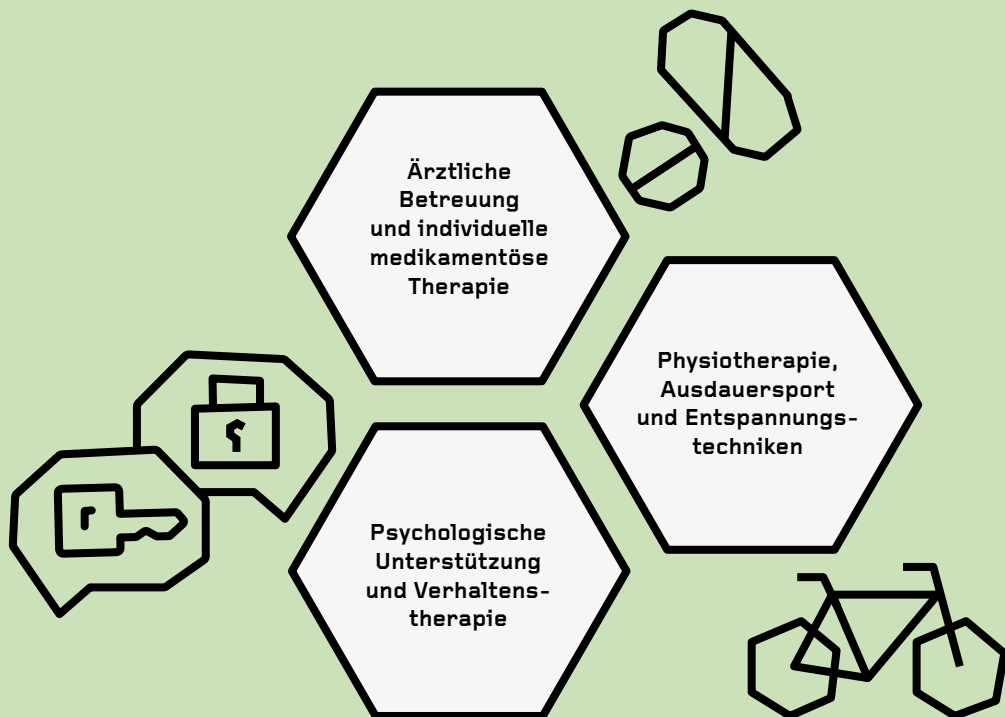 Ärztliche
Betreuung
und individuelle
medikamentöse
Therapie
Physiotherapie,
Ausdauersport
und Entspannungs-
techniken
Psychologische
Unterstützung
und Verhaltens-
therapie